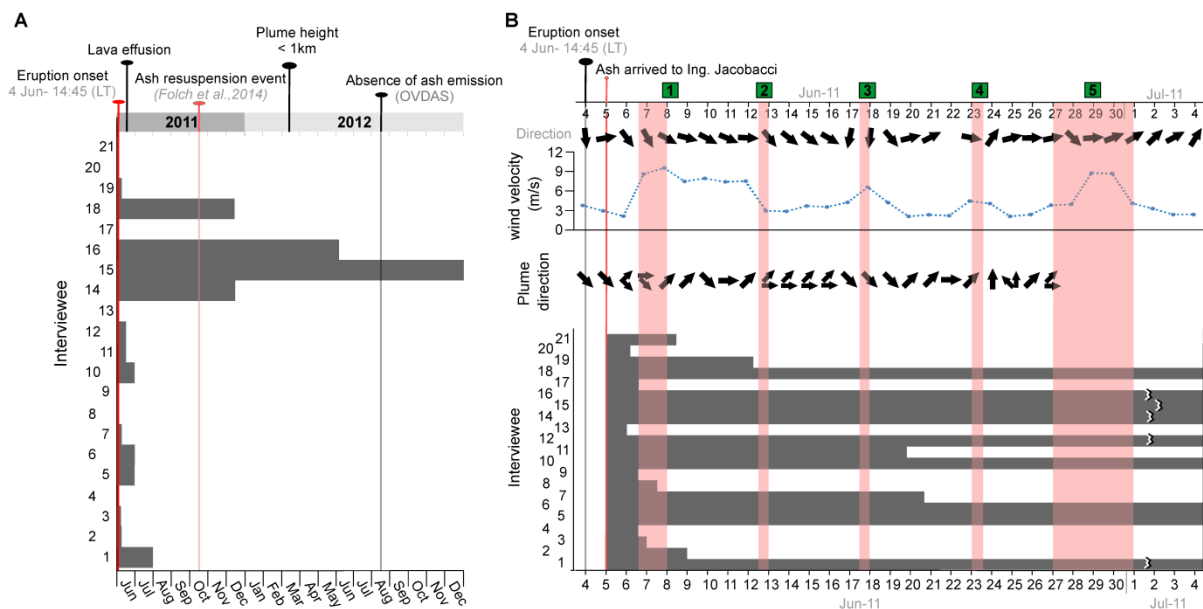 A
Lava effusion
Plume height
< 1km
Eruption onset
4 Jun- 14:45 (LT)
Ash resuspension event
(Folch et al.,2014)
Absence of ash emission
(OVDAS)
2011 2012
21
20
19
18
17
16
15
14
13
12
11
10
9
8
7
6
5
4
3
2
1
Interviewee
Jun Jul Aug Sep Oct Nov Dec Jan Feb Mar Apr May Jun Jul Aug Sep Oct Nov Dec
B
Eruption onset
4 Jun- 14:45 (LT)
Ash arrived to Ing. Jacobacci
1 2 3 4 5
Jun-11 Jul-11
4 5 6 7 8 9 10 11 12 13 14 15 16 17 18 19 20 21 22 23 24 25 26 27 28 29 30 1 2 3 4
Direction
12
9
6
3
0
wind velocity
(m/s)
Plume
direction
21
20
19
18
17
16
15
14
13
12
11
10
9
8
7
6
5
4
3
2
1
Interviewee
4 5 6 7 8 9 10 11 12 13 14 15 16 17 18 19 20 21 22 23 24 25 26 27 28 29 30 1 2 3 4
Jun-11 Jul-11